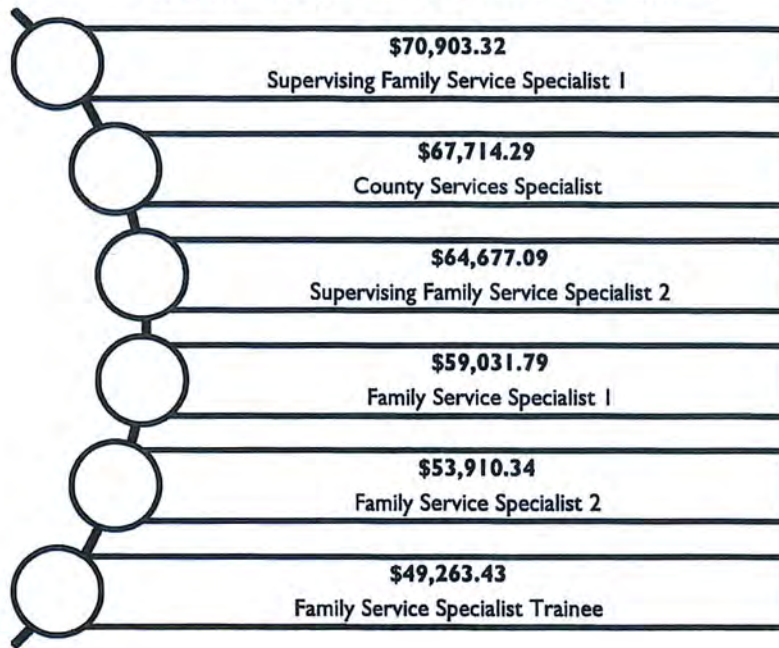 $70,903.32
Supervising Family Service Specialist 1
$67,714.29
County Services Specialist
$64,677.09
Supervising Family Service Specialist 2
$59,031.79
Family Service Specialist 1
$53,910.34
Family Service Specialist 2
$49,263.43
Family Service Specialist Trainee